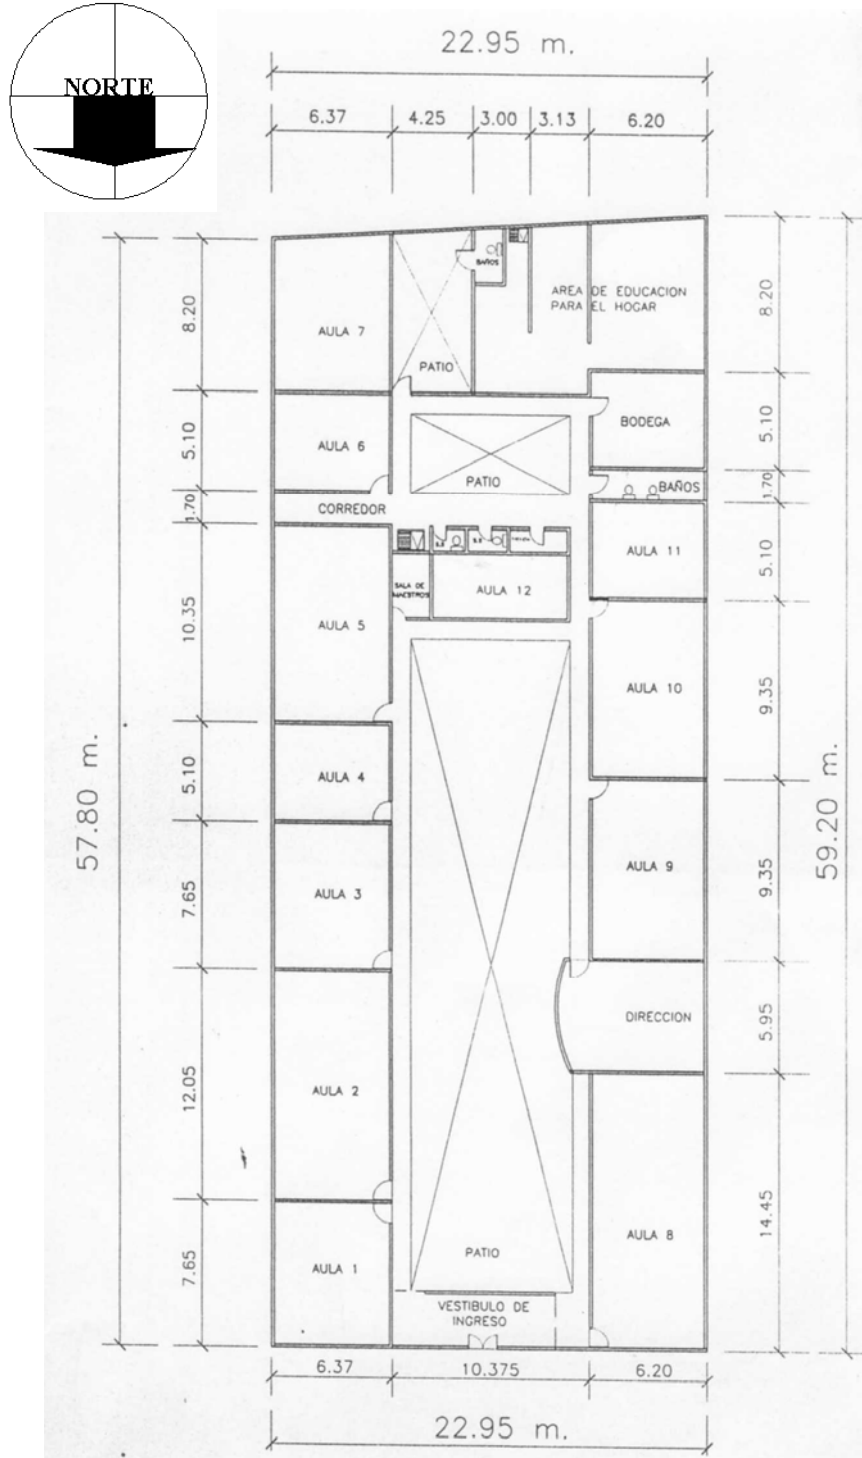 NORTE
22.95 m.
6.37
4.25
3.00
3.13
6.20
8.20
5.10
1.70
10.35
5.10
7.65
12.05
7.65
57.80 m.
BAÑOS
AREA DE EDUCACION
PARA EL HOGAR
AULA 7
PATIO
BODEGA
AULA 6
PATIO
BAÑOS
CORREDOR
S.S
S.S
AULA 11
SALA DE
MAESTROS
AULA 12
AULA 5
AULA 10
AULA 4
AULA 3
AULA 9
DIRECCION
AULA 2
AULA 8
PATIO
AULA 1
VESTIBULO DE
INGRESO
8.20
5.10
1.70
5.10
9.35
9.35
5.95
14.45
59.20 m.
6.37
10.375
6.20
22.95 m.